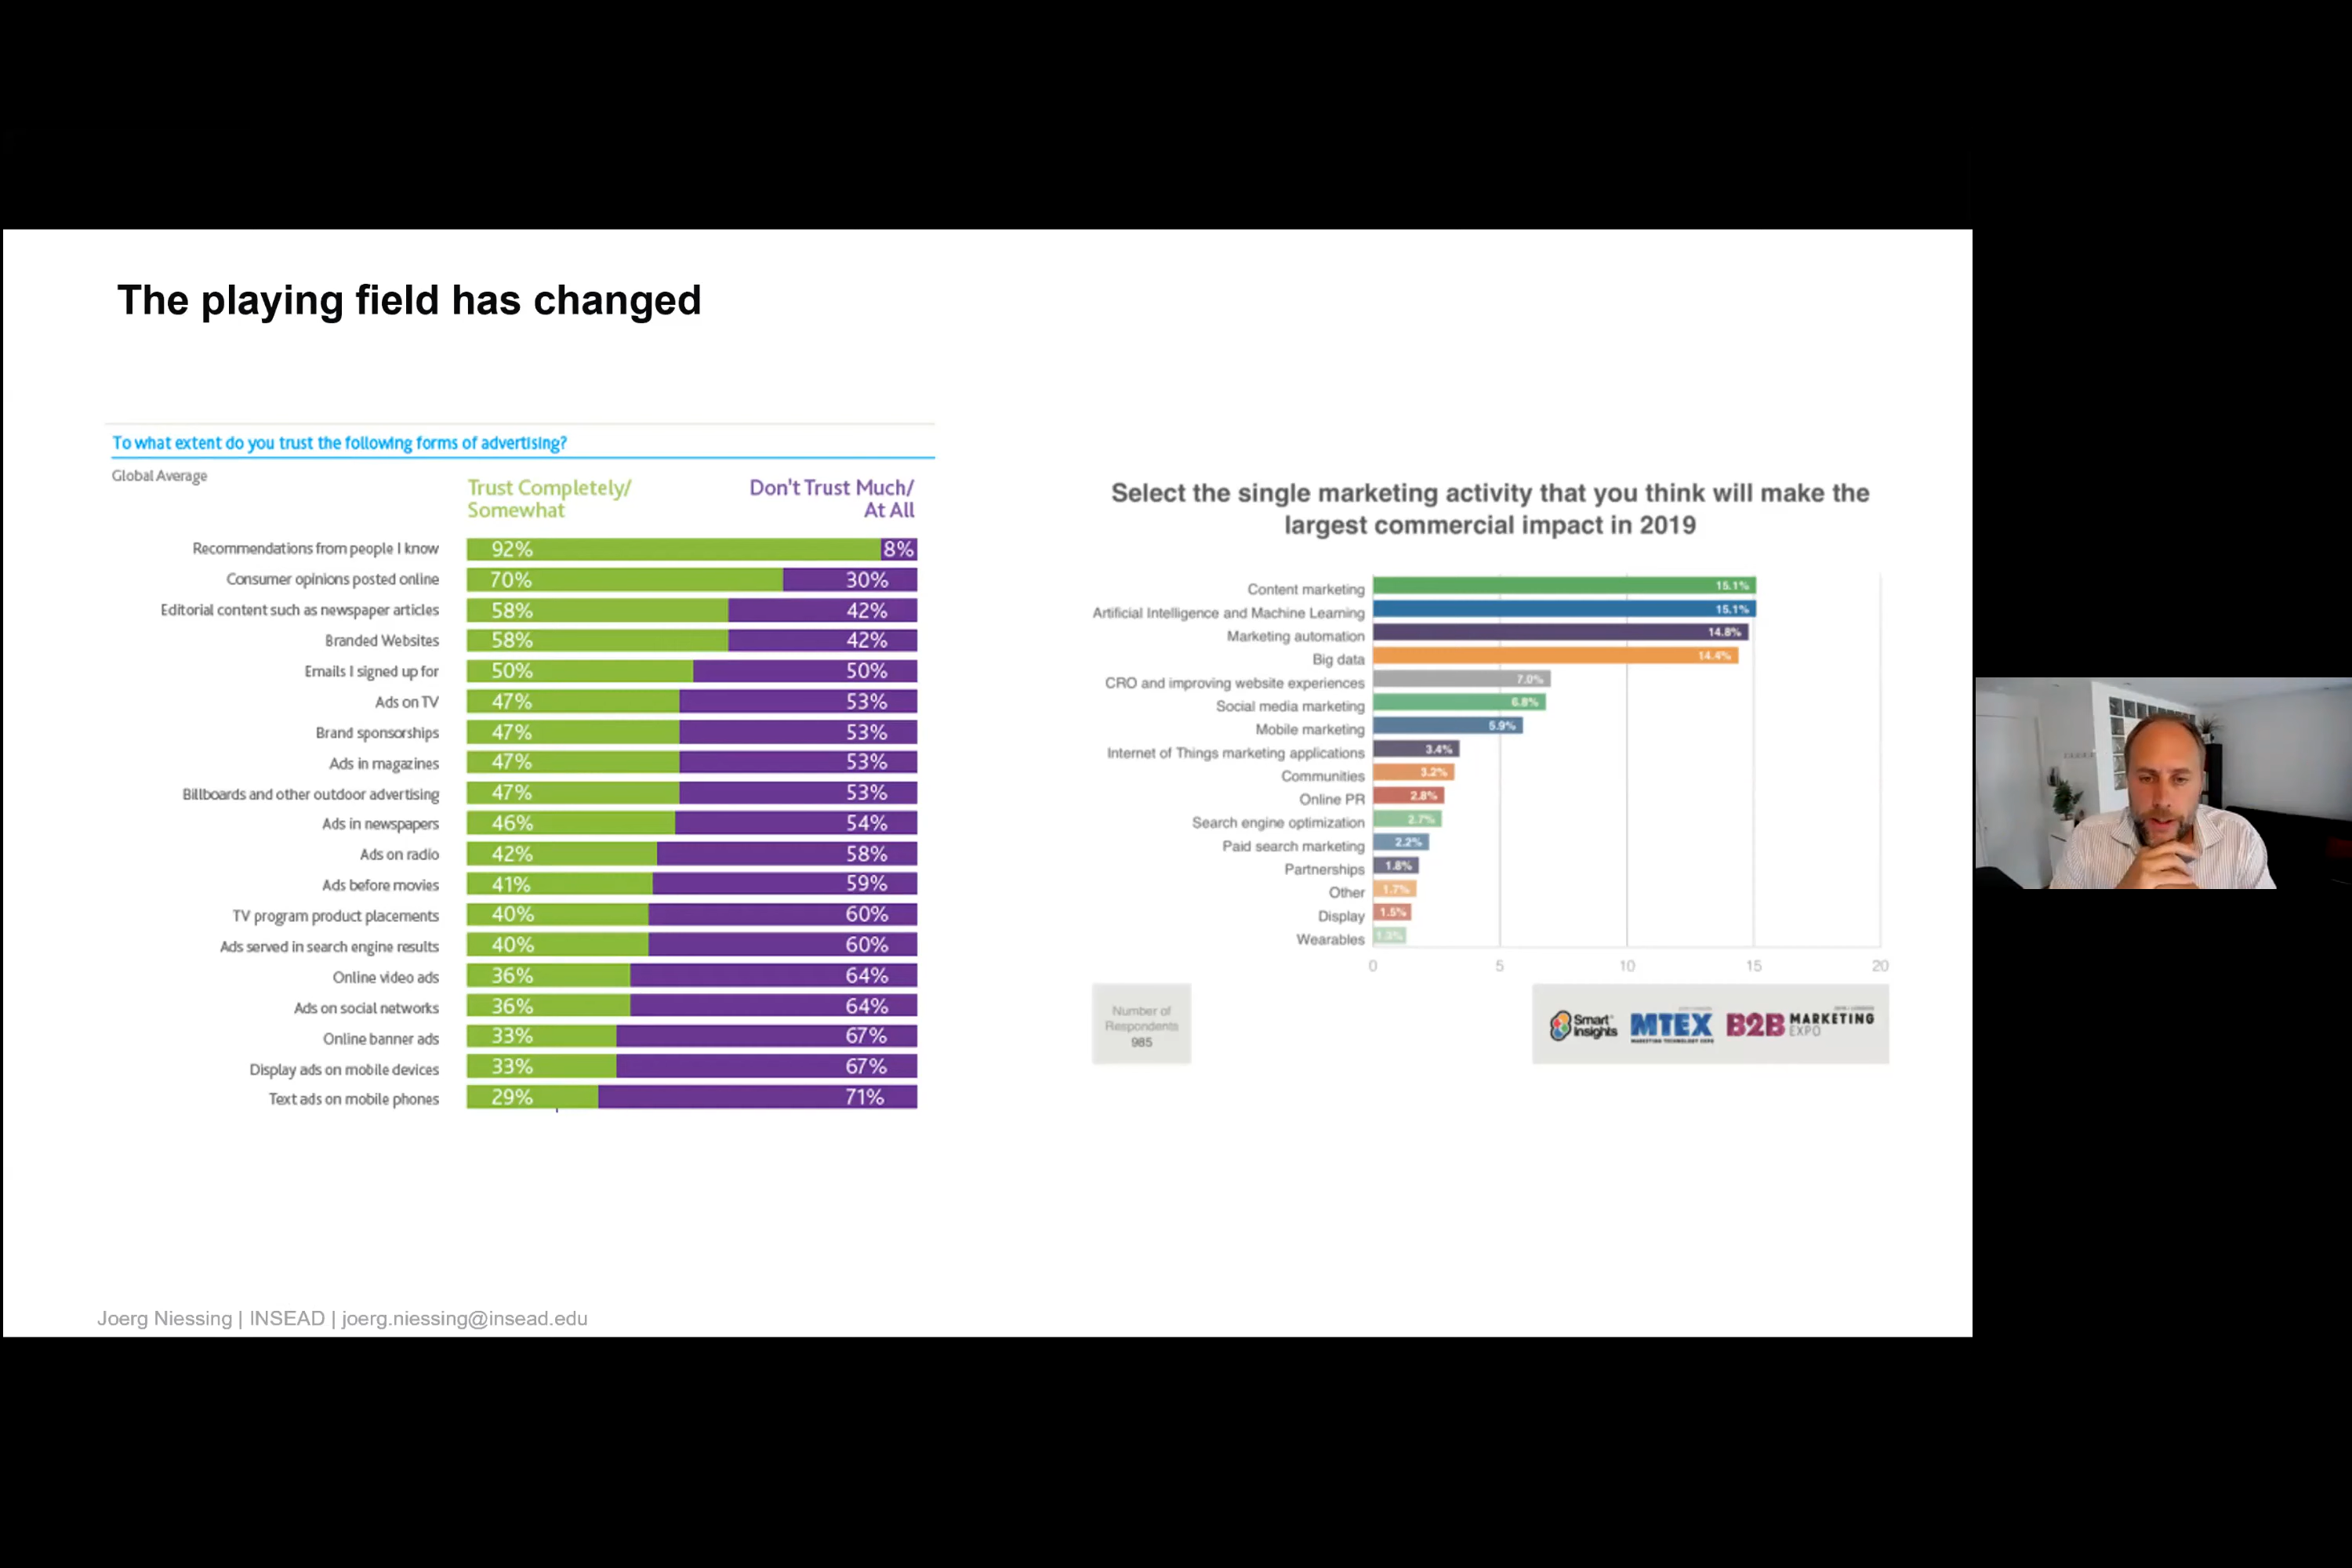 The playing field has changed
To what extent do you trust the following forms of advertising?
Global Average
Trust Completely/
Somewhat
Don't Trust Much/
At All
Recommendations from people I know 92% 8%
Consumer opinions posted online 70% 30%
Editorial content such as newspaper articles 58% 42%
Branded Websites 58% 42%
Emails I signed up for 50% 50%
Ads on TV 47% 53%
Brand sponsorships 47% 53%
Ads in magazines 47% 53%
Billboards and other outdoor advertising 47% 53%
Ads in newspapers 46% 54%
Ads on radio 42% 58%
Ads before movies 41% 59%
TV program product placements 40% 60%
Ads served in search engine results 40% 60%
Online video ads 36% 64%
Ads on social networks 36% 64%
Online banner ads 33% 67%
Display ads on mobile devices 33% 67%
Text ads on mobile phones 29% 71%
Select the single marketing activity that you think will make the
largest commercial impact in 2019
Content marketing 15.1%
Artificial Intelligence and Machine Learning 15.1%
Marketing automation 14.8%
Big data 14.4%
CRO and improving website experiences 7.0%
Social media marketing 6.8%
Mobile marketing 5.9%
Internet of Things marketing applications 3.4%
Communities 3.2%
Online PR 2.8%
Search engine optimization 2.7%
Paid search marketing 2.2%
Partnerships 1.8%
Other 1.7%
Display 1.5%
Wearables 1.3%
0 5 10 15 20
Number of
Respondents
985
Smart
Insights
MTEX
MARKETING TECHNOLOGY EXPO
B2B MARKETING
EXPO
Joerg Niessing | INSEAD | joerg.niessing@insead.edu